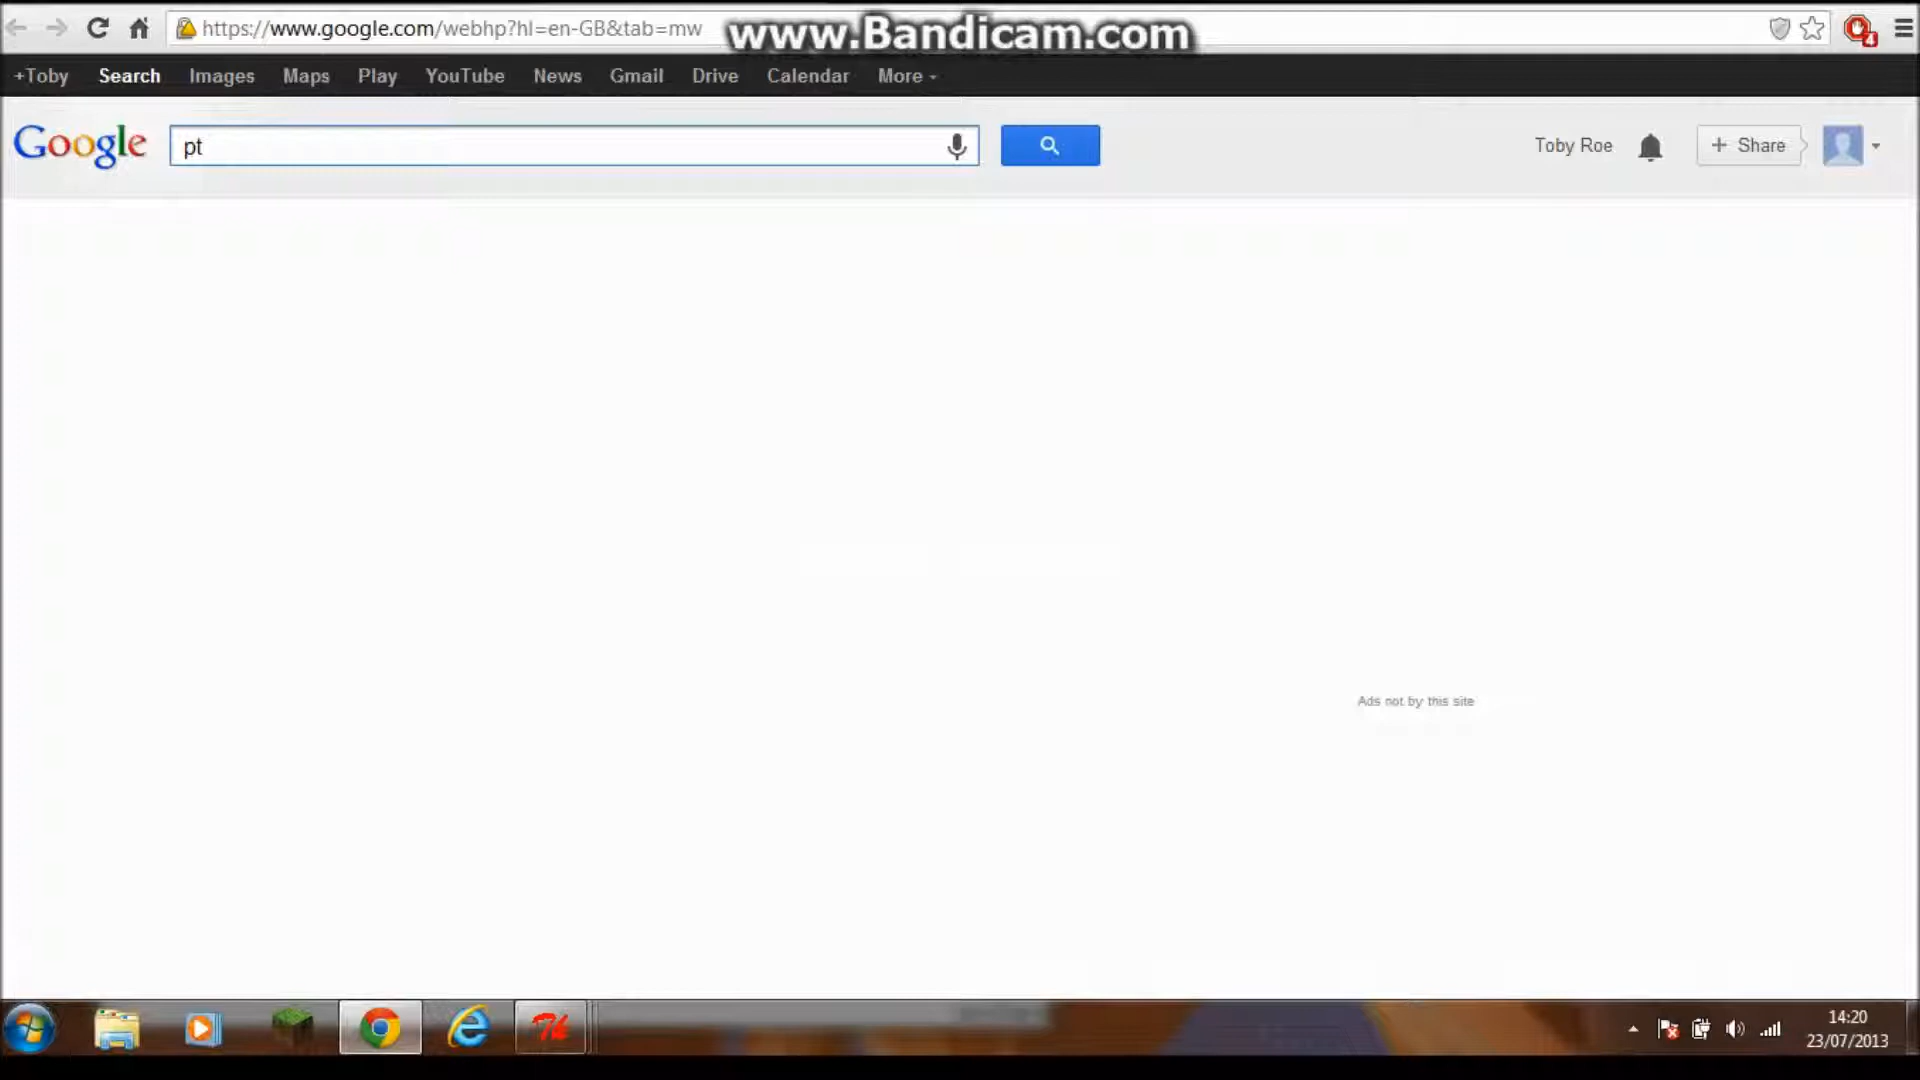 https://www.google.com/webhp?hl=en-GB&tab=mw
www.Bandicam.com
4
+Toby Search Images Maps Play YouTube News Gmail Drive Calendar More
Google
pt
Toby Roe
+ Share
Ads not by this site
14:20
23/07/2013